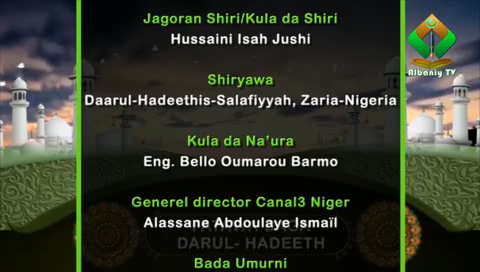 Jagoran Shiri/Kula da Shiri
Hussaini Isah Jushi
Albaniy TV
Shiryawa
Daarul-Hadeethis-Salafiyyah, Zaria-Nigeria
Kula da Na'ura
Eng. Bello Oumarou Barmo
Generel director Canal3 Niger
Alassane Abdoulaye Ismaïl
DARUL- HADEETH
Bada Umurni